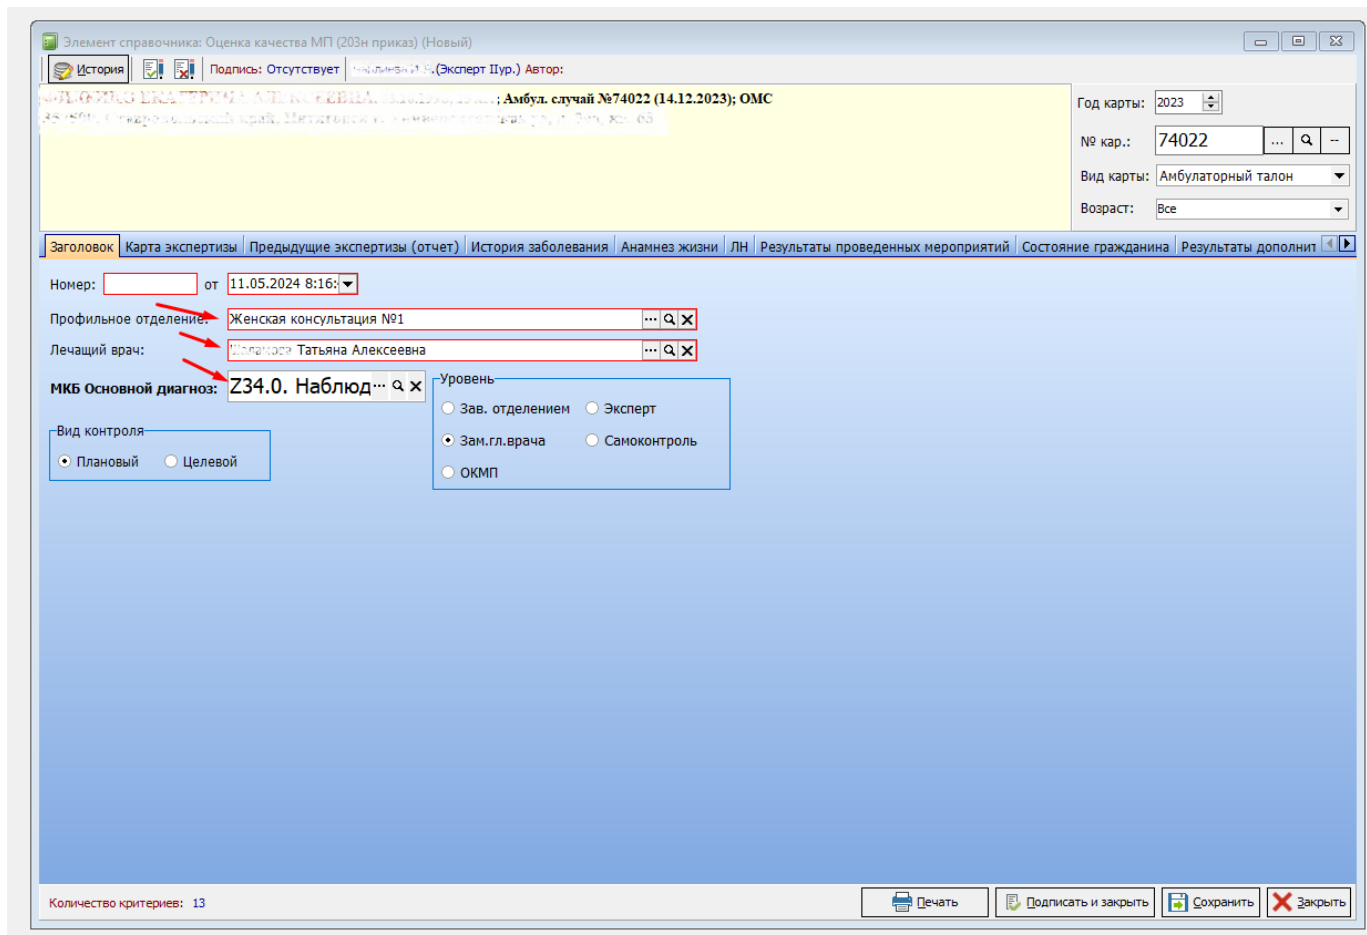 Элемент справочника: Оценка качества МП (203н приказ) (Новый)
История Подпись: Отсутствует (Эксперт IIур.) Автор:
; Амбул. случай №74022 (14.12.2023); ОМС
Год карты: 2023
№ кар.: 74022 ... --
Вид карты: Амбулаторный талон
Возраст: Все
Заголовок Карта экспертизы Предыдущие экспертизы (отчет) История заболевания Анамнез жизни ЛН Результаты проведенных мероприятий Состояние гражданина Результаты дополнит
Номер: от 11.05.2024 8:16:
Профильное отделение: Женская консультация №1 ...
Лечащий врач: Татьяна Алексеевна ...
МКБ Основной диагноз: Z34.0. Наблюд ...
Уровень
Зав. отделением Эксперт
Зам.гл.врача Самоконтроль
ОКМП
Вид контроля
Плановый Целевой
Количество критериев: 13
Печать Подписать и закрыть Сохранить Закрыть